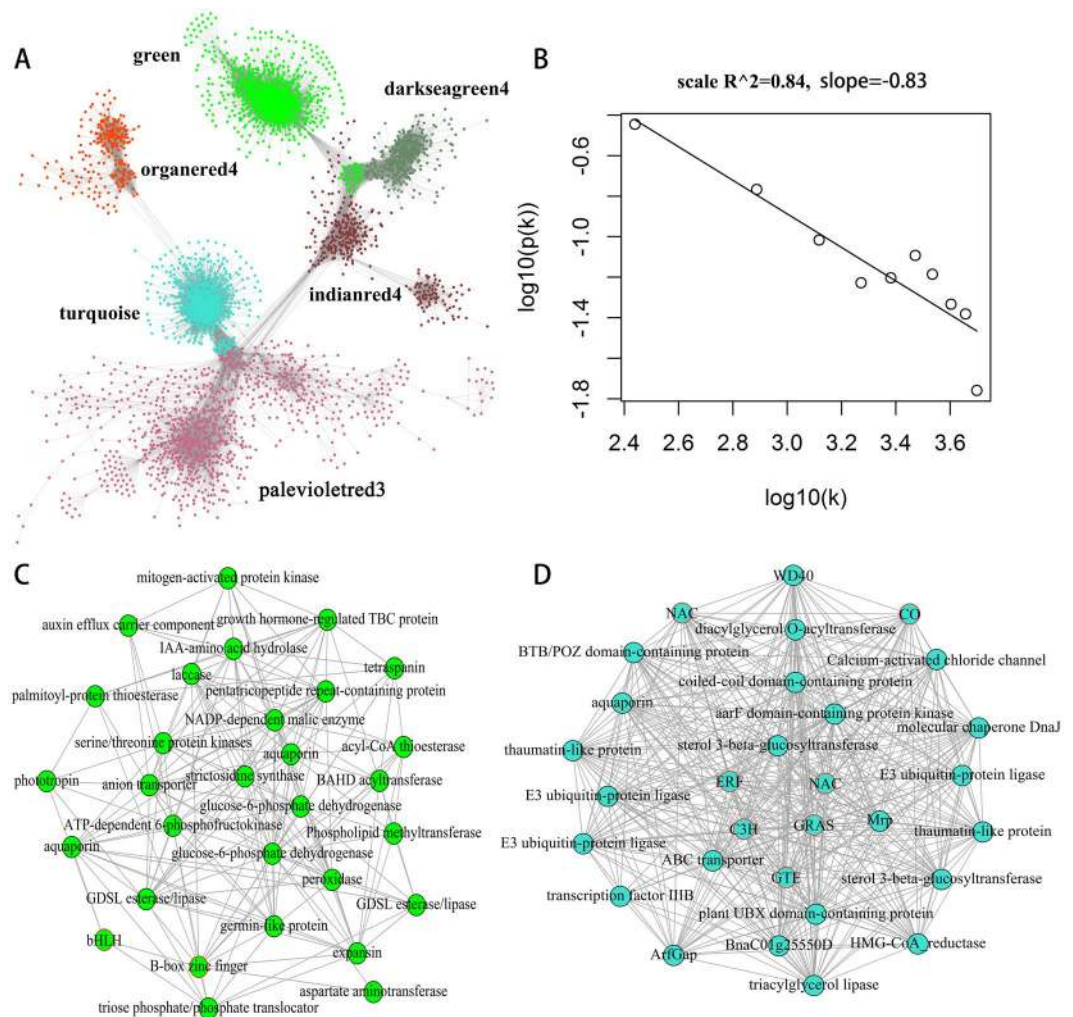 A
green
darkseagreen4
organered4
turquoise
indianred4
palevioletred3
B
scale R^2=0.84, slope=-0.83
log10(p(k))
-0.6
-1.0
-1.4
-1.8
2.4
2.7
3.0
3.3
3.6
log10(k)
C
mitogen-activated protein kinase
auxin efflux carrier component
growth hormone-regulated TBC protein
IAA-amino acid hydrolase
laccase
tetraspanin
palmitoyl-protein thioesterase
pentatricopeptide repeat-containing protein
NADP-dependent malic enzyme
serine/threonine protein kinases
aquaporin
acyl-CoA thioesterase
phototropin
anion transporter
strictosidine synthase
BAHD acyltransferase
glucose-6-phosphate dehydrogenase
ATP-dependent 6-phosphofructokinase
Phospholipid methyltransferase
aquaporin
glucose-6-phosphate dehydrogenase
peroxidase
GDSL esterase/lipase
GDSL esterase/lipase
germin-like protein
bHLH
expansin
B-box zinc finger
aspartate aminotransferase
triose phosphate/phosphate translocator
D
WD40
NAC
CO
diacylglycerol O-acyltransferase
BTB/POZ domain-containing protein
Calcium-activated chloride channel
coiled-coil domain-containing protein
aquaporin
aarF domain-containing protein kinase
molecular chaperone DnaJ
thaumatin-like protein
sterol 3-beta-glucosyltransferase
E3 ubiquitin-protein ligase
ERF
NAC
E3 ubiquitin-protein ligase
C3H
GRAS
Mrp
thaumatin-like protein
E3 ubiquitin-protein ligase
ABC transporter
GTE
sterol 3-beta-glucosyltransferase
transcription factor IIIB
plant UBX domain-containing protein
ArfGap
BnaC01g25550D
HMG-CoA reductase
triacylglycerol lipase